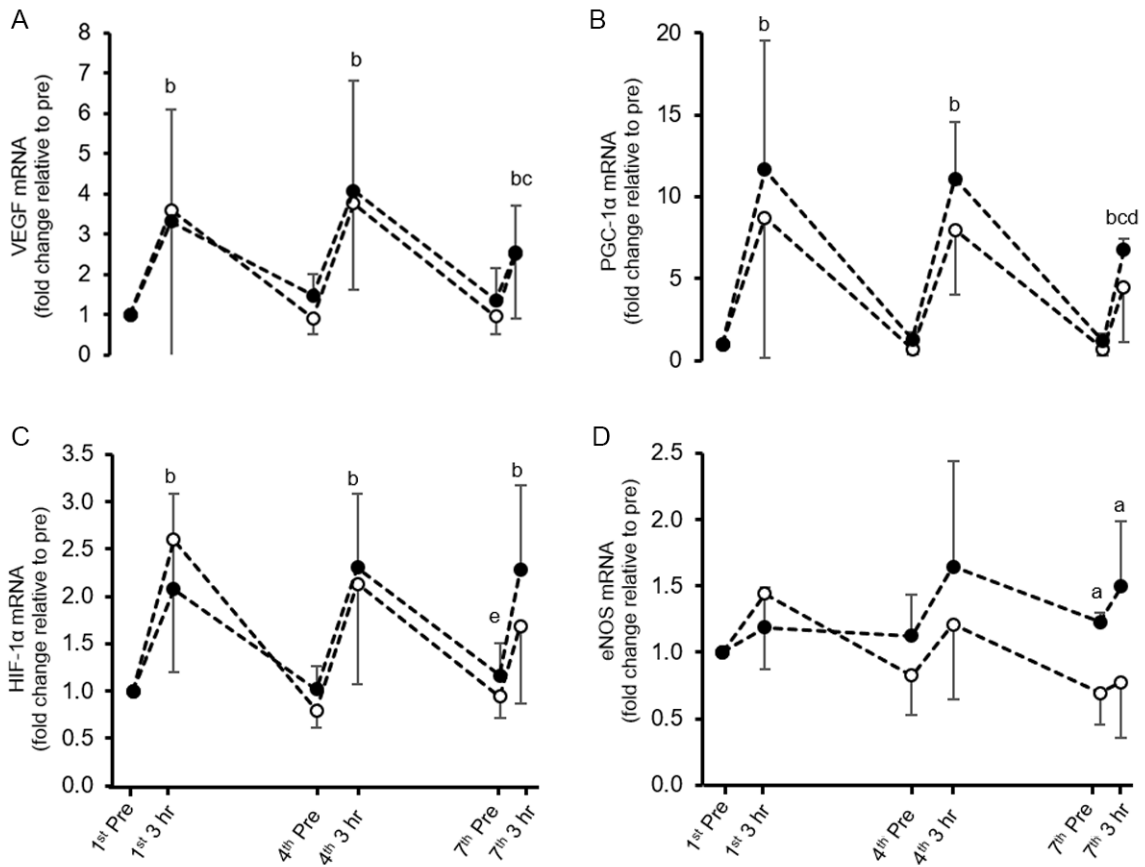 A
VEGF mRNA
(fold change relative to pre)
8
7
6
5
4
3
2
1
0
b
b
bc
B
PGC-1α mRNA
(fold change relative to pre)
20
15
10
5
0
b
b
bcd
C
HIF-1α mRNA
(fold change relative to pre)
3.5
3.0
2.5
2.0
1.5
1.0
0.5
0.0
b
b
e
b
1st Pre
1st 3 hr
4th Pre
4th 3 hr
7th Pre
7th 3 hr
D
eNOS mRNA
(fold change relative to pre)
2.5
2.0
1.5
1.0
0.5
0.0
a
a
1st Pre
1st 3 hr
4th Pre
4th 3 hr
7th Pre
7th 3 hr